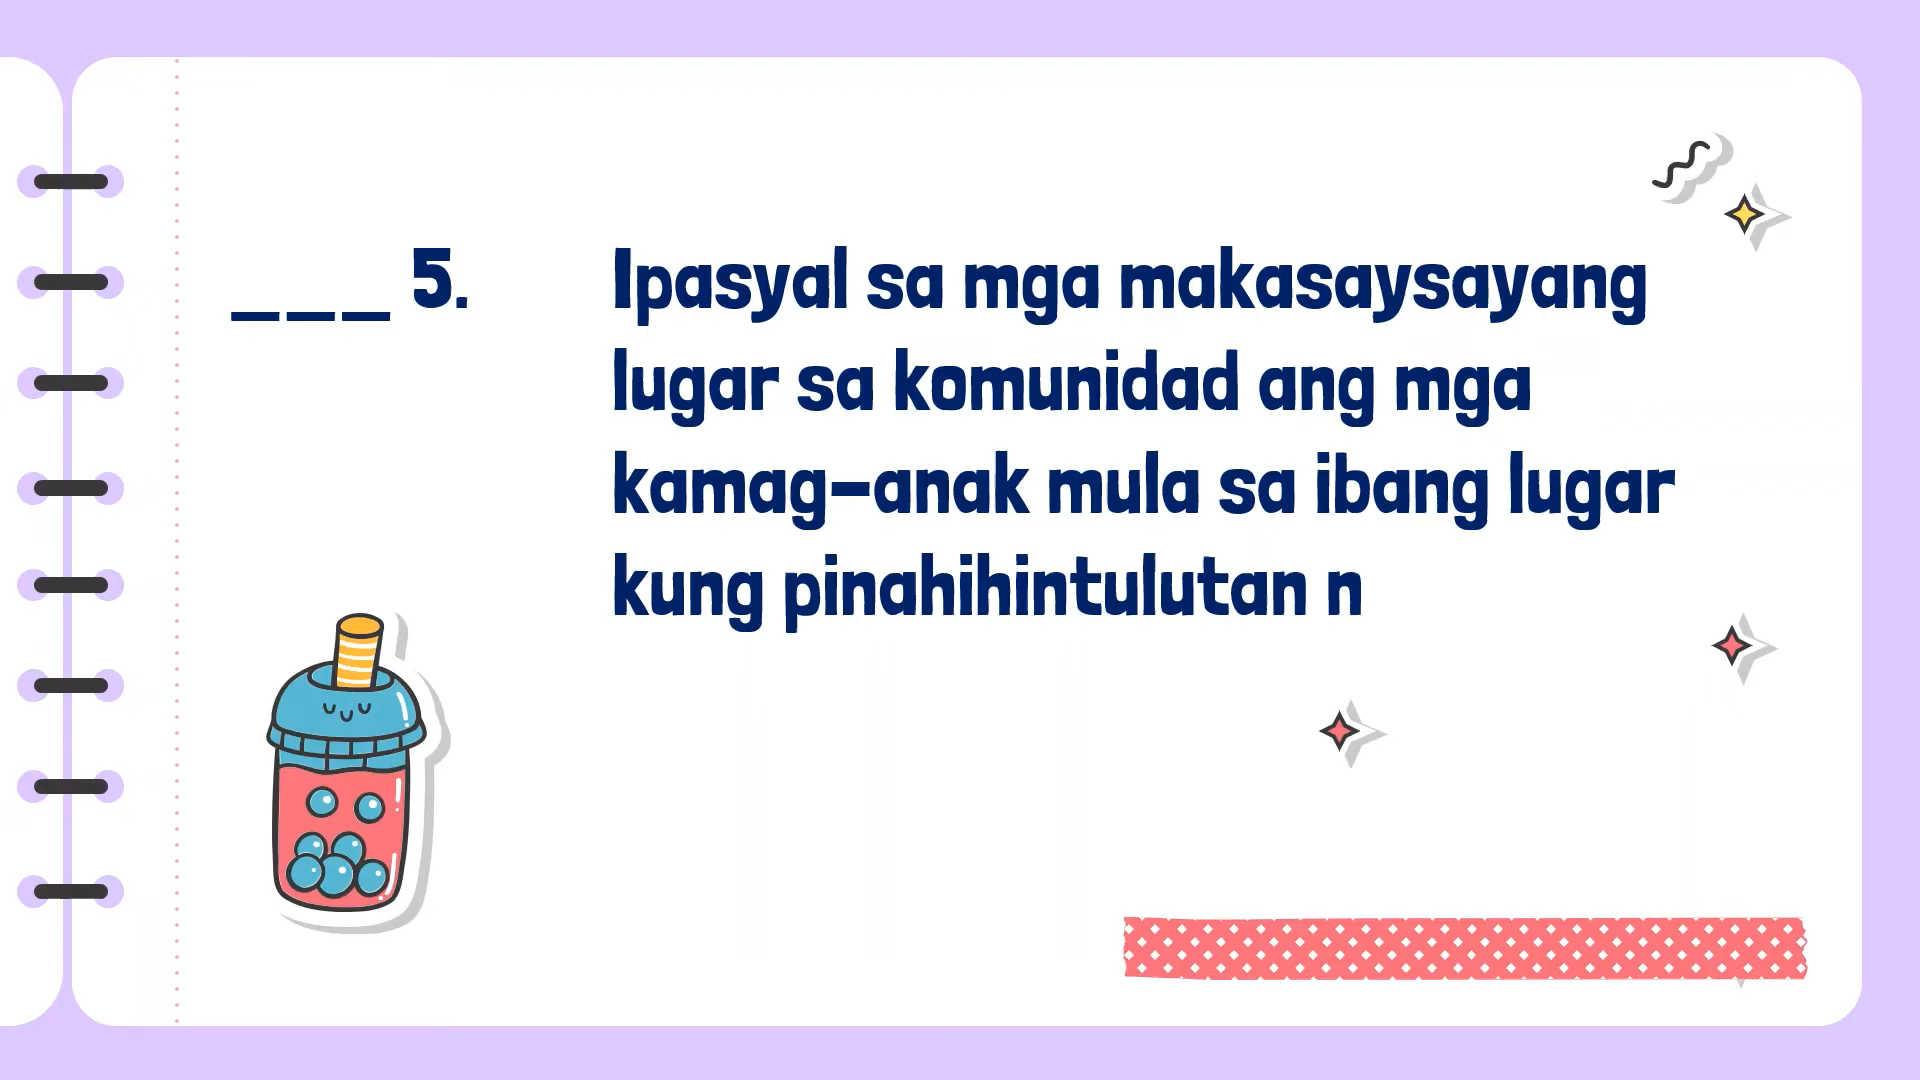 ___ 5. Ipasyal sa mga makasaysayang
lugar sa komunidad ang mga
kamag-anak mula sa ibang lugar
kung pinahihintulutan n